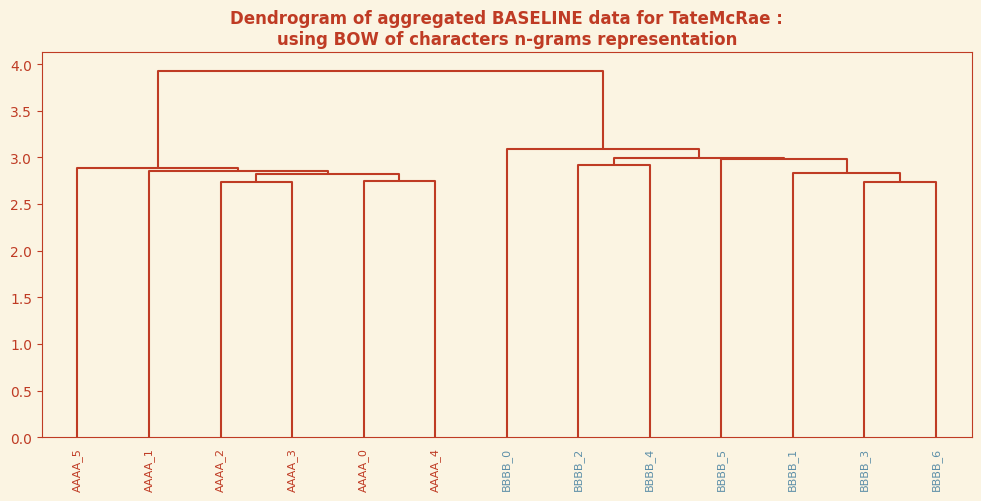 Dendrogram of aggregated BASELINE data for TateMcRae :
using BOW of characters n-grams representation
4.0
3.5
3.0
2.5
2.0
1.5
1.0
0.5
0.0
AAAA_5
AAAA_1
AAAA_2
AAAA_3
AAAA_0
AAAA_4
BBBB_0
BBBB_2
BBBB_4
BBBB_5
BBBB_1
BBBB_3
BBBB_6